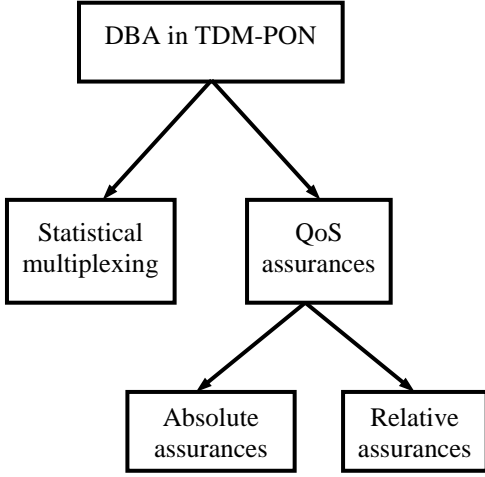 DBA in TDM-PON
Statistical
multiplexing
QoS
assurances
Absolute
assurances
Relative
assurances